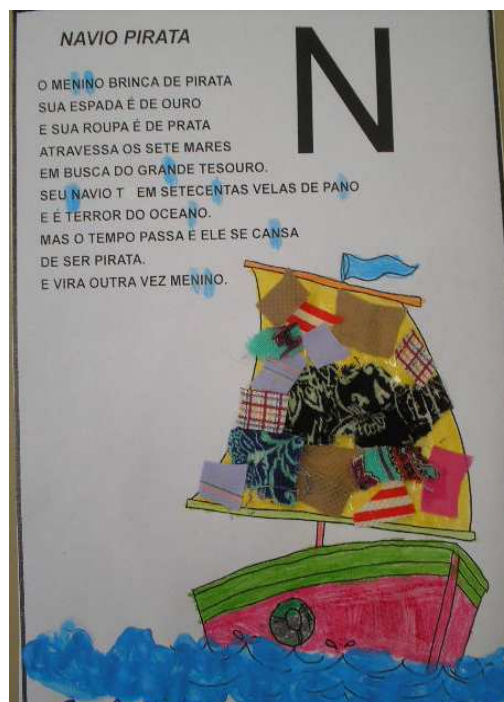 NAVIO PIRATA
N
O MENINO BRINCA DE PIRATA
SUA ESPADA É DE OURO
E SUA ROUPA É DE PRATA
ATRAVESSA OS SETE MARES
EM BUSCA DO GRANDE TESOURO.
SEU NAVIO T EM SETECENTAS VELAS DE PANO
E É TERROR DO OCEANO.
MAS O TEMPO PASSA E ELE SE CANSA
DE SER PIRATA.
E VIRA OUTRA VEZ MENINO.